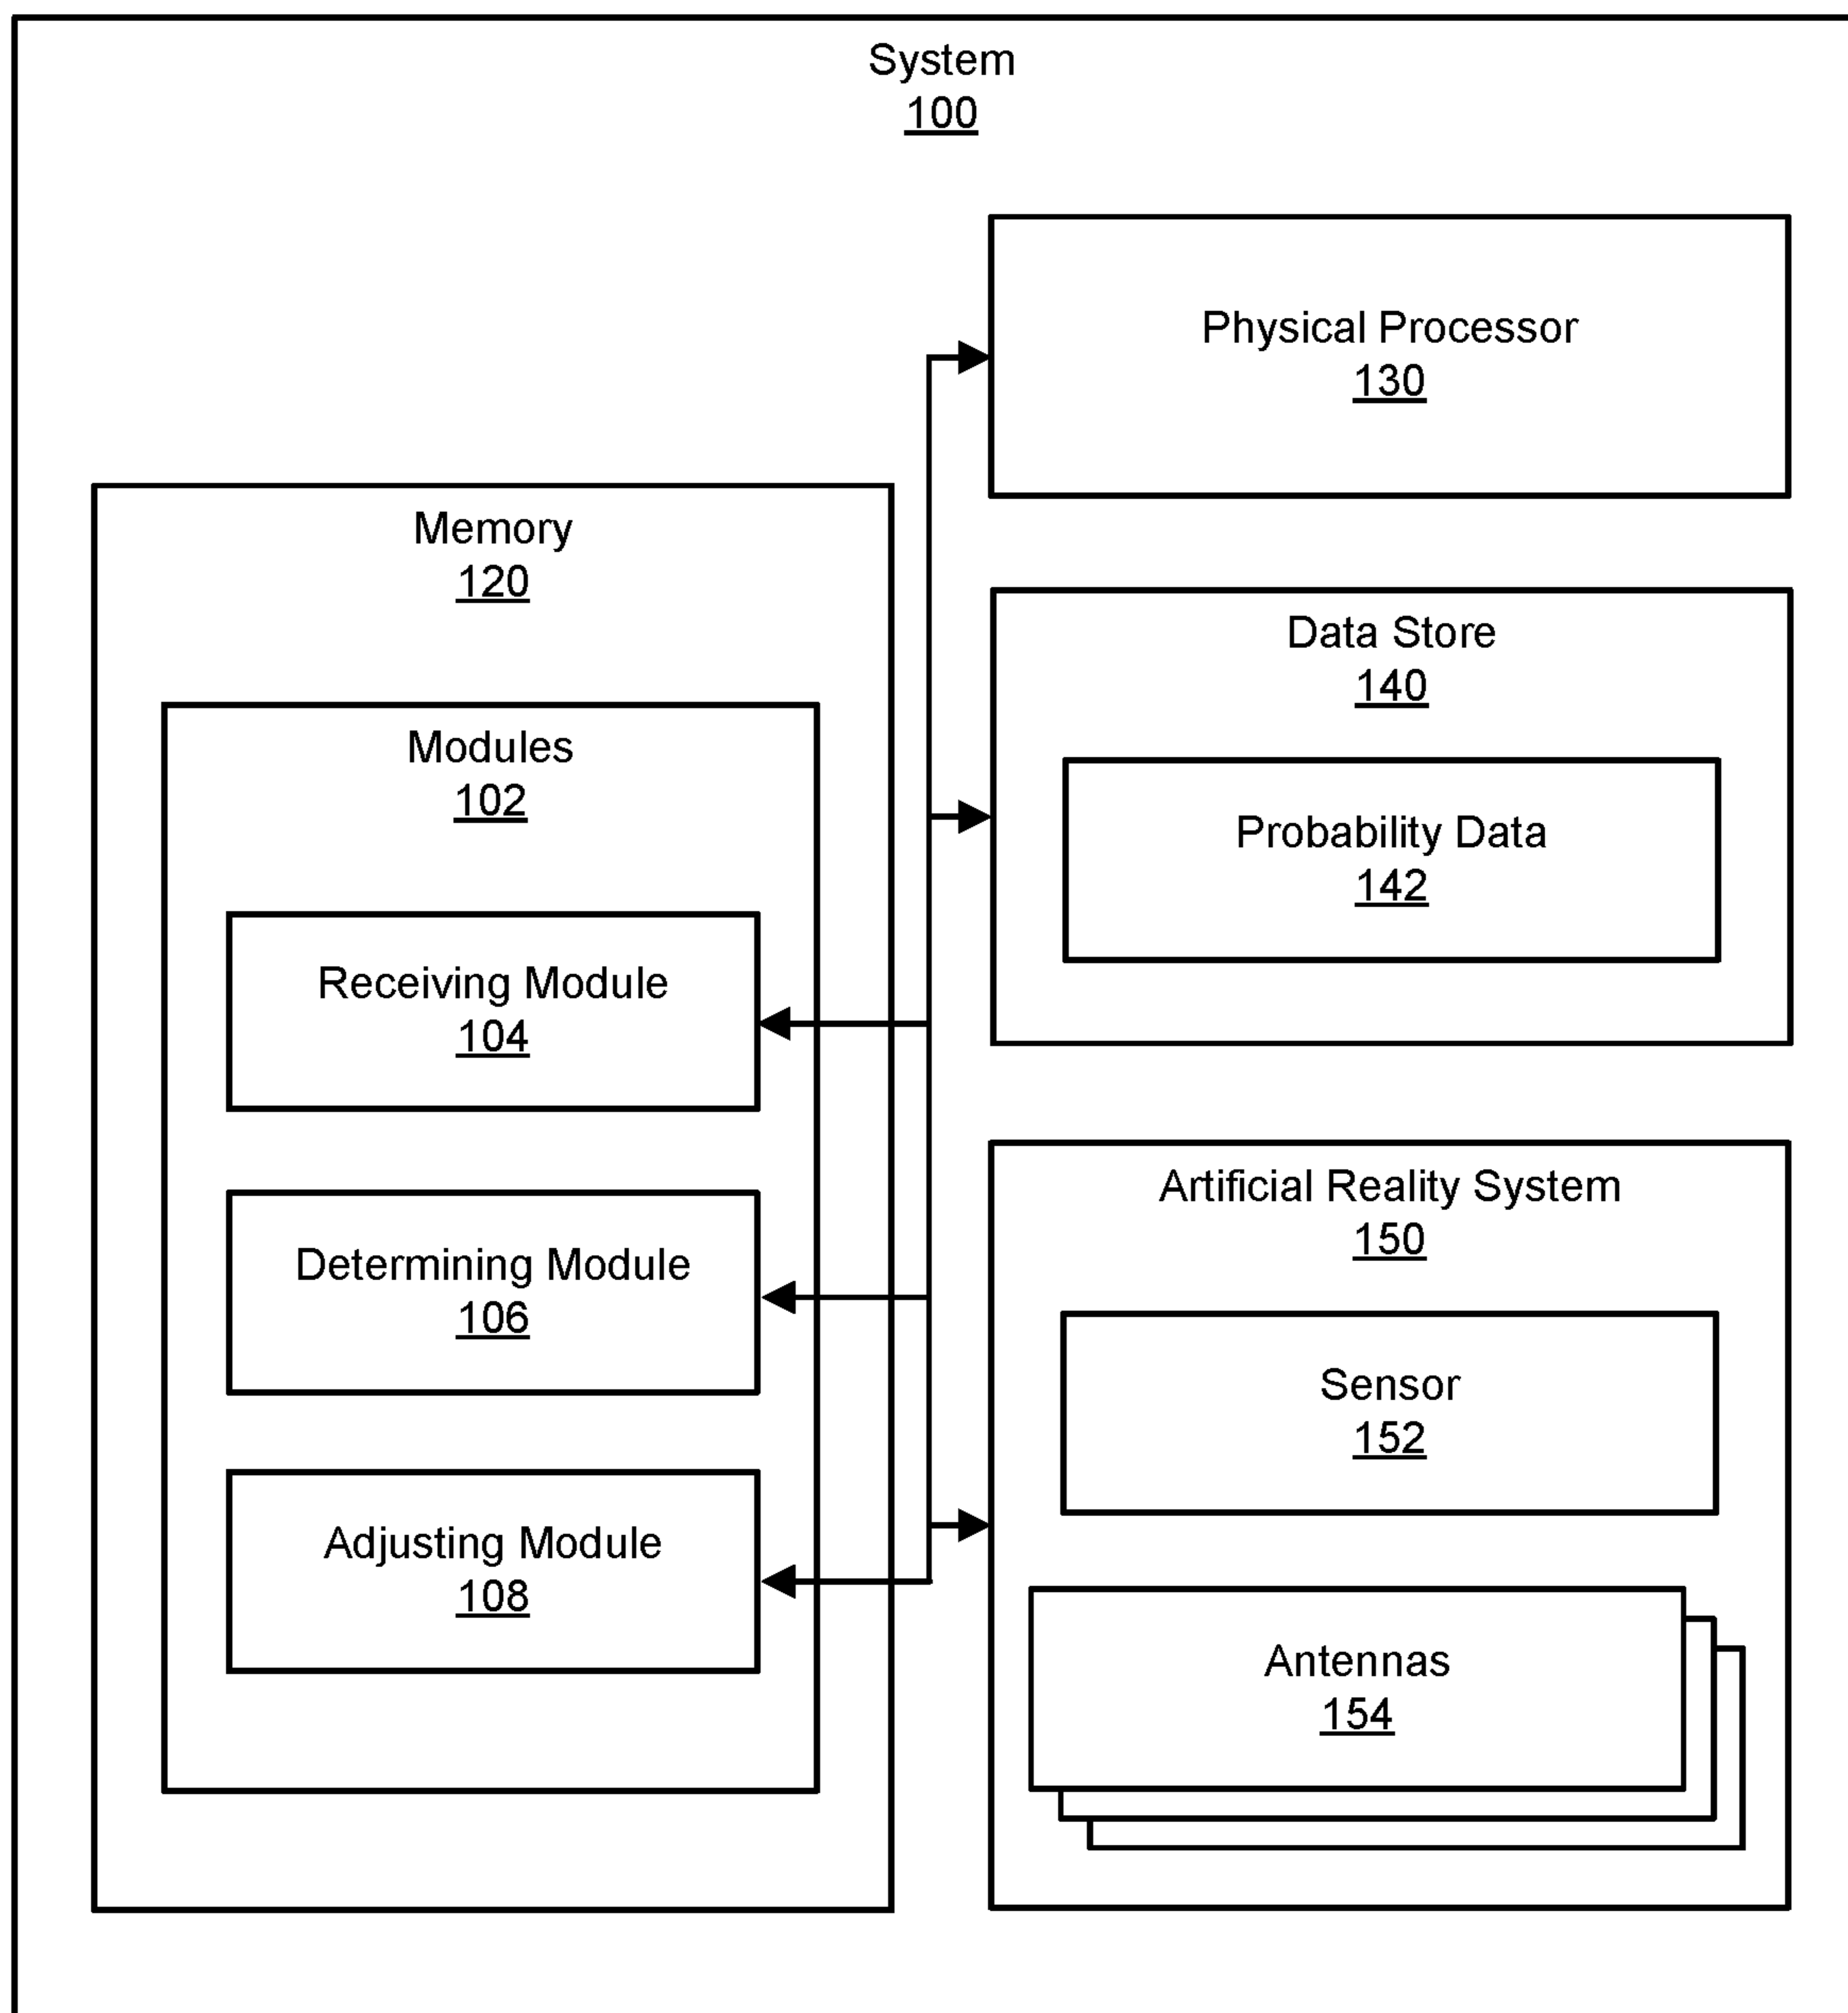 System
100
Physical Processor
130
Memory
120
Data Store
140
Modules
102
Probability Data
142
Receiving Module
104
Artificial Reality System
150
Determining Module
106
Sensor
152
Adjusting Module
108
Antennas
154